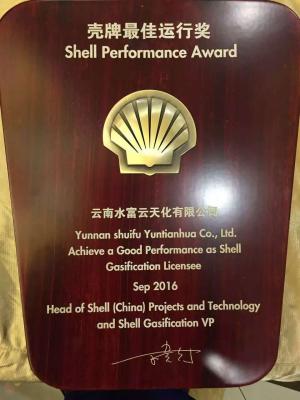 壳牌最佳运行奖
Shell Performance Award
云南水富云天化有限公司
Yunnan shuifu Yuntianhua Co., Ltd.
Achieve a Good Performance as Shell
Gasification Licensee
Sep 2016
Head of Shell (China) Projects and Technology
and Shell Gasification VP